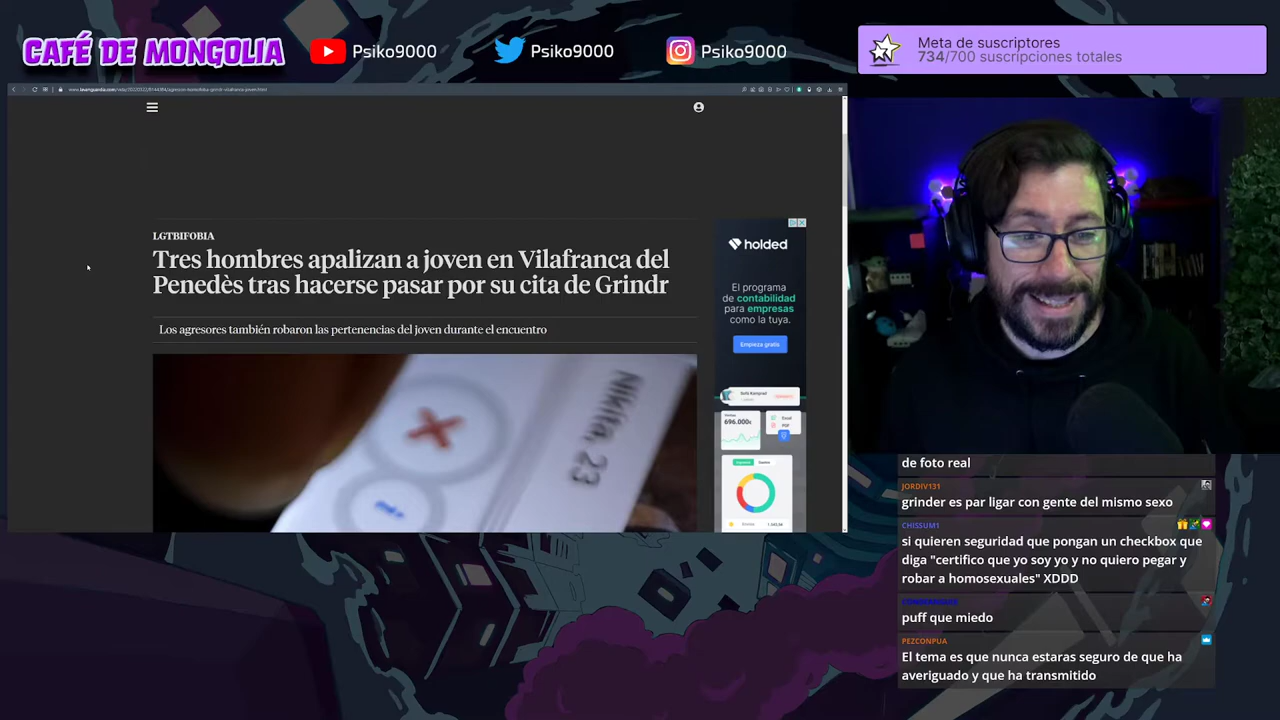 CAFÉ DE MONGOLIA
Psiko9000
Psiko9000
Psiko9000
Meta de suscriptores
734/700 suscripciones totales
LGTBIFOBIA
Tres hombres apalizan a joven en Vilafranca del
Penedès tras hacerse pasar por su cita de Grindr
Los agresores también robaron las pertenencias del joven durante el encuentro
NIKITA, 23
holded
El programa
de contabilidad
para empresas
como la tuya.
Empieza gratis
696.000€
de foto real
JORDIV131
grinder es par ligar con gente del mismo sexo
CHISSUM1
si quieren seguridad que pongan un checkbox que
diga "certifico que yo soy yo y no quiero pegar y
robar a homosexuales" XDDD
puff que miedo
PEZCONPUA
El tema es que nunca estaras seguro de que ha
averiguado y que ha transmitido